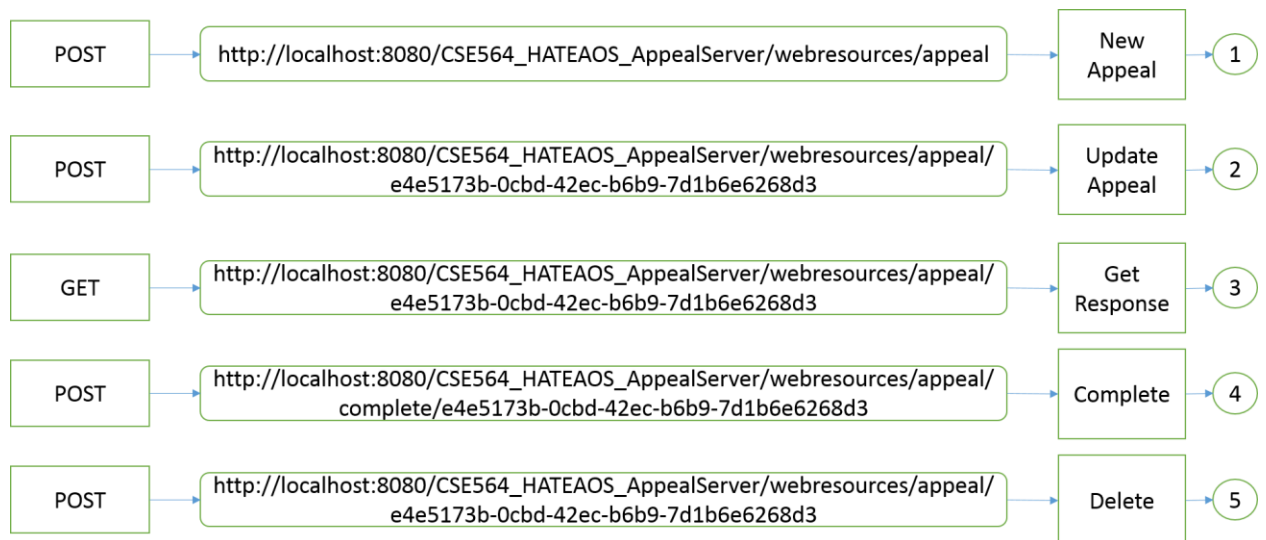 POST
http://localhost:8080/CSE564_HATEAOS_AppealServer/webresources/appeal
New
Appeal
1
POST
http://localhost:8080/CSE564_HATEAOS_AppealServer/webresources/appeal/
e4e5173b-0cbd-42ec-b6b9-7d1b6e6268d3
Update
Appeal
2
GET
http://localhost:8080/CSE564_HATEAOS_AppealServer/webresources/appeal/
e4e5173b-0cbd-42ec-b6b9-7d1b6e6268d3
Get
Response
3
POST
http://localhost:8080/CSE564_HATEAOS_AppealServer/webresources/appeal/
complete/e4e5173b-0cbd-42ec-b6b9-7d1b6e6268d3
Complete
4
POST
http://localhost:8080/CSE564_HATEAOS_AppealServer/webresources/appeal/
e4e5173b-0cbd-42ec-b6b9-7d1b6e6268d3
Delete
5